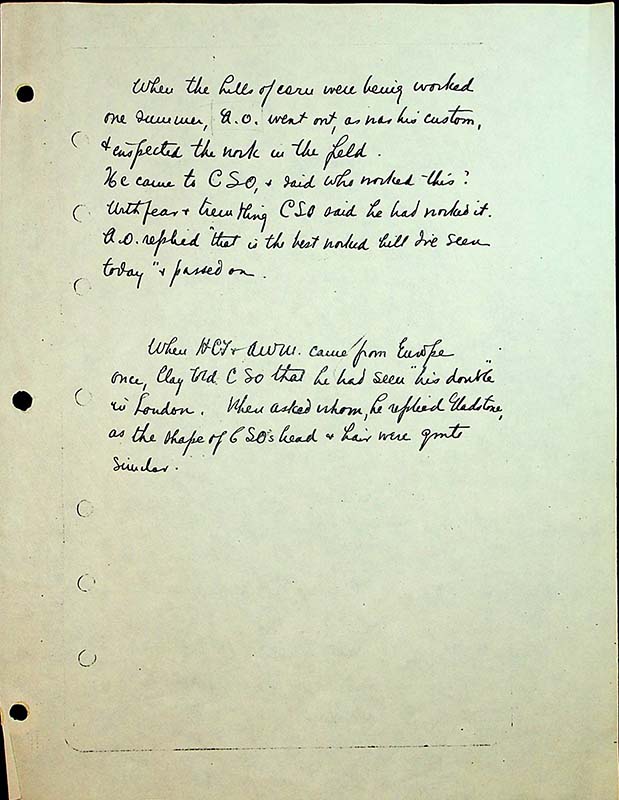 When the hills of corn were being worked
one summer, A.O. went out, as was his custom,
& inspected the work in the field.
He came to CSO, & said who worked this?
With fear & trembling CSO said he had worked it.
A.O. replied "that is the best worked hill I've seen
today" & passed on.
When HCT & AWM. came from Europe
once, Clay told CSO that he had seen "his double"
in London. When asked whom, he replied Gladstone,
as the shape of CSO's head & hair were quite
similar.